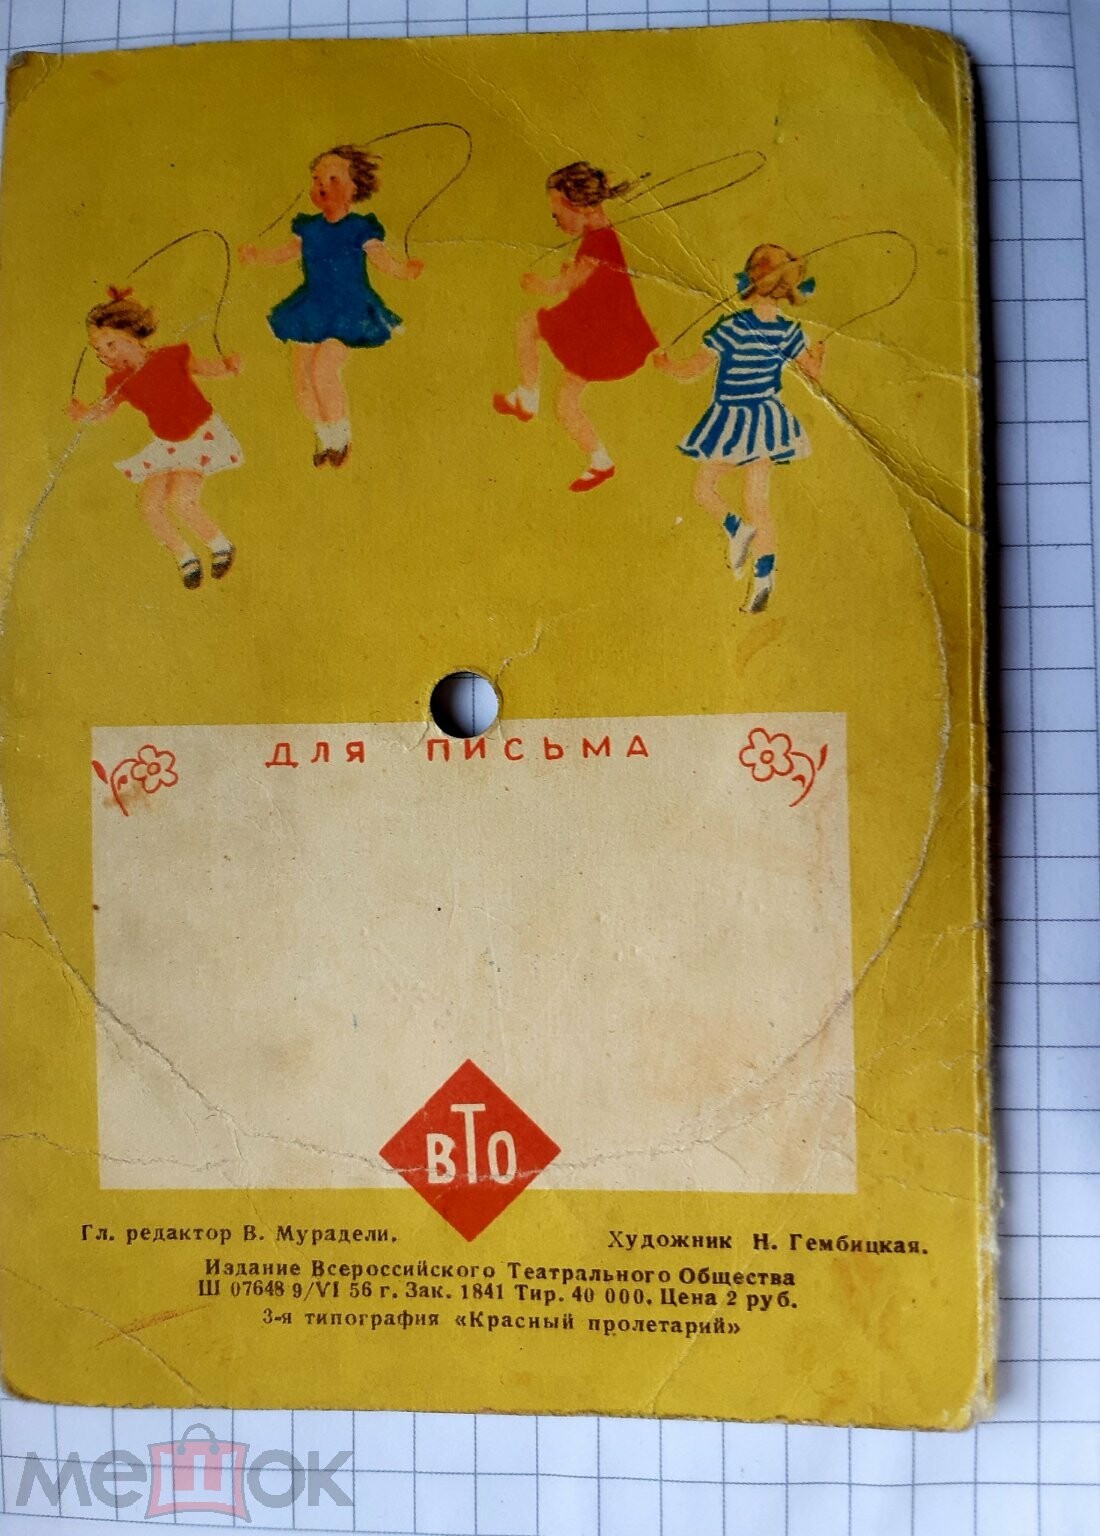 ДЛЯ ПИСЬМА
ВТО
Гл. редактор В. Мурадели. Художник Н. Гембицкая.
Издание Всероссийского Театрального Общества
Ш 07648 9/VI 56 г. Зак. 1841 Тир. 40 000. Цена 2 руб.
3-я типография «Красный пролетарий»
мешок